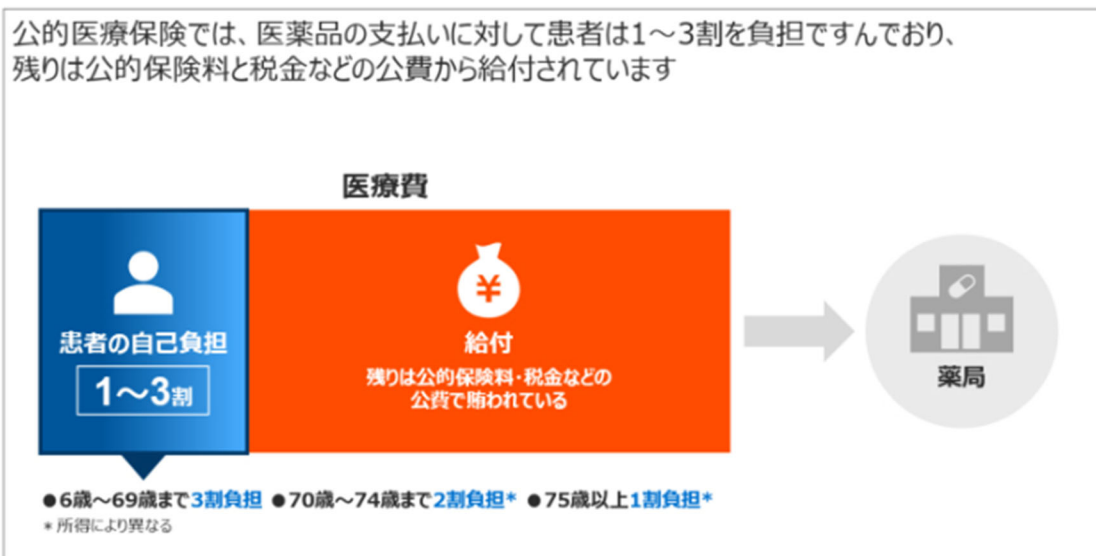 公的医療保険では、医薬品の支払いに対して患者は1～3割を負担ですんでおり、
残りは公的保険料と税金などの公費から給付されています
医療費
患者の自己負担
1～3割
¥
給付
残りは公的保険料・税金などの
公費で賄われている
薬局
●6歳～69歳まで3割負担 ●70歳～74歳まで2割負担* ●75歳以上1割負担*
*所得により異なる